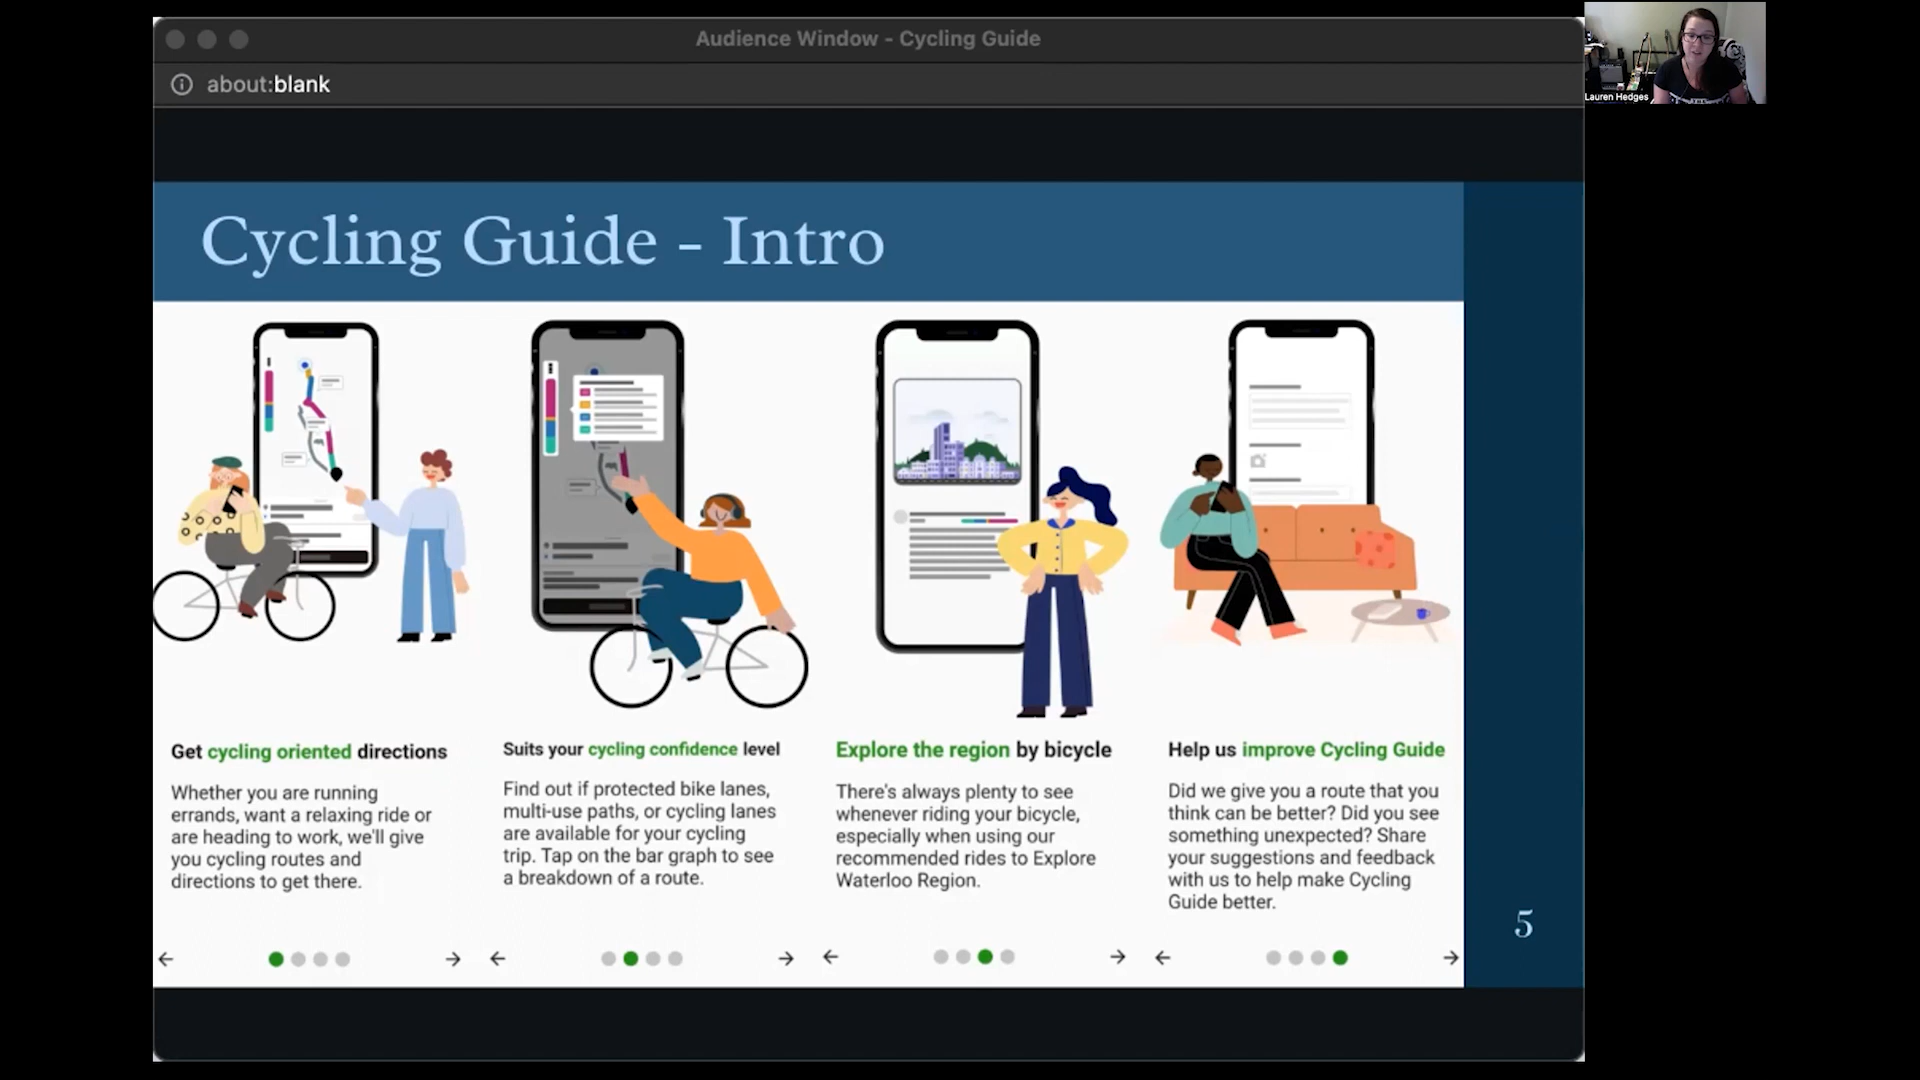 Audience Window - Cycling Guide
about:blank
Lauren Hedges
Cycling Guide - Intro
Get cycling oriented directions
Whether you are running
errands, want a relaxing ride or
are heading to work, we'll give
you cycling routes and
directions to get there.
Suits your cycling confidence level
Find out if protected bike lanes,
multi-use paths, or cycling lanes
are available for your cycling
trip. Tap on the bar graph to see
a breakdown of a route.
Explore the region by bicycle
There's always plenty to see
whenever riding your bicycle,
especially when using our
recommended rides to Explore
Waterloo Region.
Help us improve Cycling Guide
Did we give you a route that you
think can be better? Did you see
something unexpected? Share
your suggestions and feedback
with us to help make Cycling
Guide better.
5